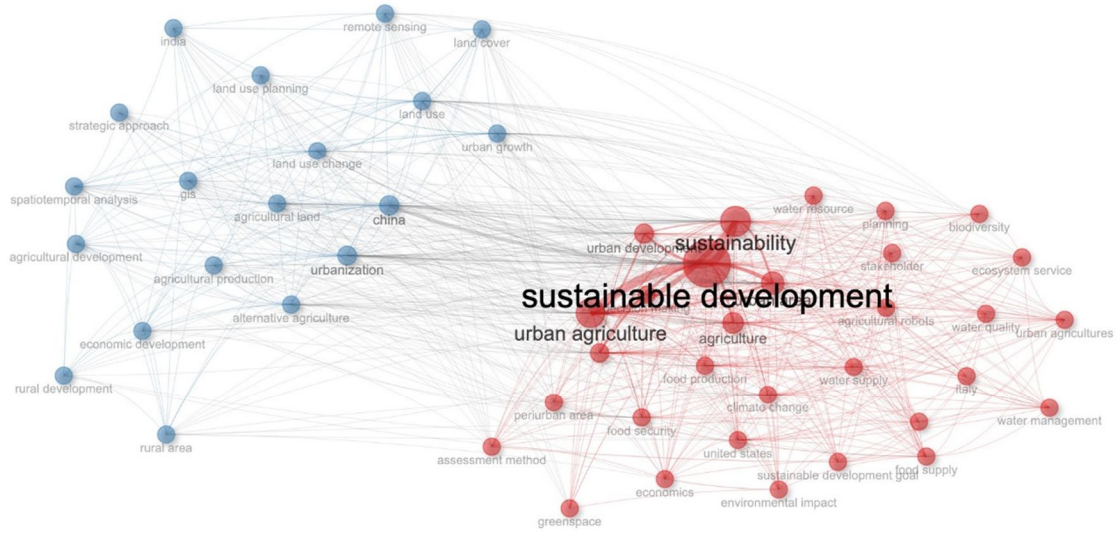 remote sensing
india
land cover
land use planning
land use
strategic approach
urban growth
land use change
gis
spatiotemporal analysis
agricultural land
china
water resource
planning
biodiversity
urban development
sustainability
agricultural development
urbanization
agricultural production
stakeholder
ecosystem service
sustainable development
alternative agriculture
agricultural robots
water quality
urban agricultures
urban agriculture
agriculture
economic development
rural development
food production
water supply
italy
climate change
periurban area
food security
water management
rural area
assessment method
united states
sustainable development goal
food supply
economics
environmental impact
greenspace